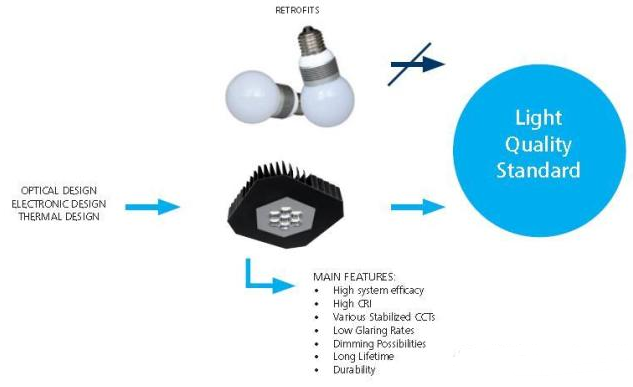 RETROFITS
Light
Quality
Standard
OPTICAL DESIGN
ELECTRONIC DESIGN
THERMAL DESIGN
MAIN FEATURES:
• High system efficacy
• High CRI
• Various Stabilized CCTs
• Low Glaring Rates
• Dimming Possibilities
• Long Lifetime
• Durability